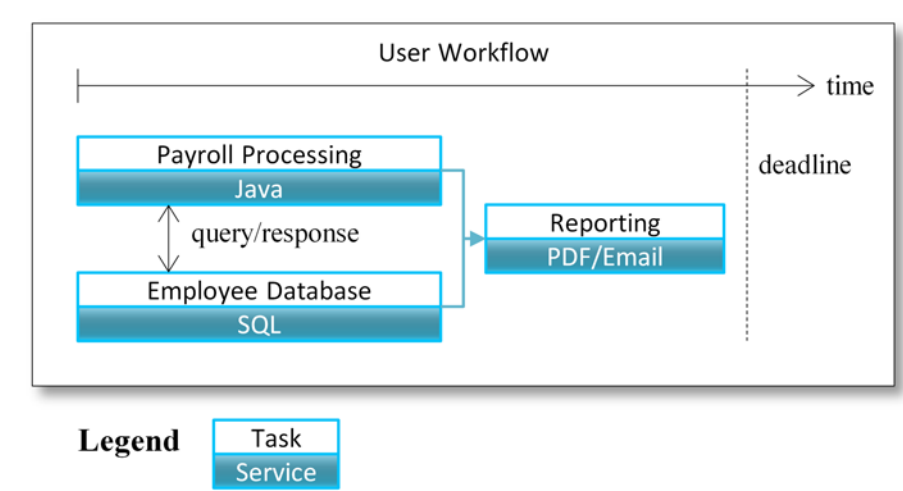 User Workflow
time
Payroll Processing
Java
deadline
query/response
Reporting
PDF/Email
Employee Database
SQL
Legend
Task
Service